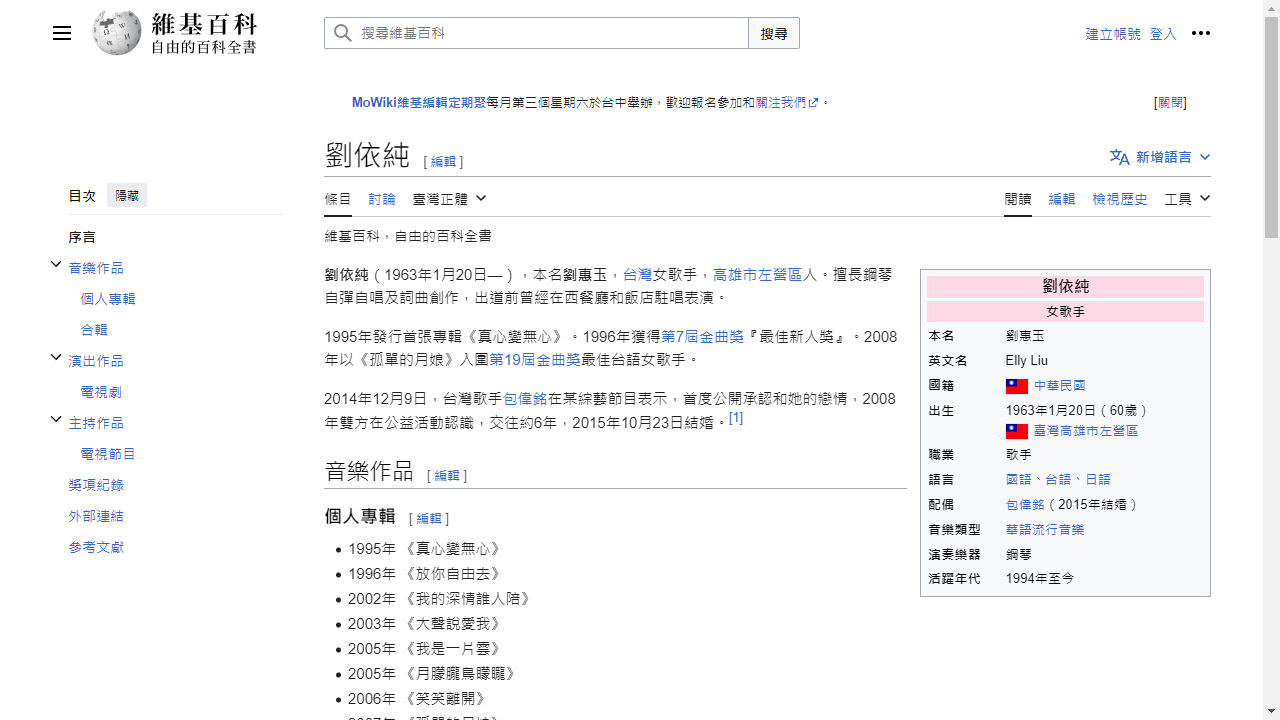 維基百科
自由的百科全書
搜尋維基百科
搜尋
建立帳號 登入
MoWiki維基編輯定期聚每月第三個星期六於台中舉辦，歡迎報名參加和關注我們。
[關閉]
劉依純 [編輯]
新增語言
目次 隱藏
序言
音樂作品
個人專輯
合輯
演出作品
電視劇
主持作品
電視節目
獎項紀錄
外部連結
參考文獻
條目 討論 臺灣正體
閱讀 編輯 檢視歷史 工具
維基百科，自由的百科全書
劉依純（1963年1月20日—），本名劉惠玉，台灣女歌手，高雄市左營區人。擅長鋼琴
自彈自唱及詞曲創作，出道前曾經在西餐廳和飯店駐唱表演。
1995年發行首張專輯《真心變無心》。1996年獲得第7屆金曲獎『最佳新人獎』。2008
年以《孤單的月娘》入圍第19屆金曲獎最佳台語女歌手。
2014年12月9日，台灣歌手包偉銘在某綜藝節目表示，首度公開承認和她的戀情，2008
年雙方在公益活動認識，交往約6年，2015年10月23日結婚。[1]
音樂作品 [編輯]
個人專輯 [編輯]
1995年 《真心變無心》
1996年 《放你自由去》
2002年 《我的深情誰人陪》
2003年 《大聲說愛我》
2005年 《我是一片雲》
2005年 《月朦朧鳥朦朧》
2006年 《笑笑離開》
劉依純
女歌手
本名 劉惠玉
英文名 Elly Liu
國籍 中華民國
出生 1963年1月20日（60歲）
臺灣高雄市左營區
職業 歌手
語言 國語、台語、日語
配偶 包偉銘（2015年結婚）
音樂類型 華語流行音樂
演奏樂器 鋼琴
活躍年代 1994年至今